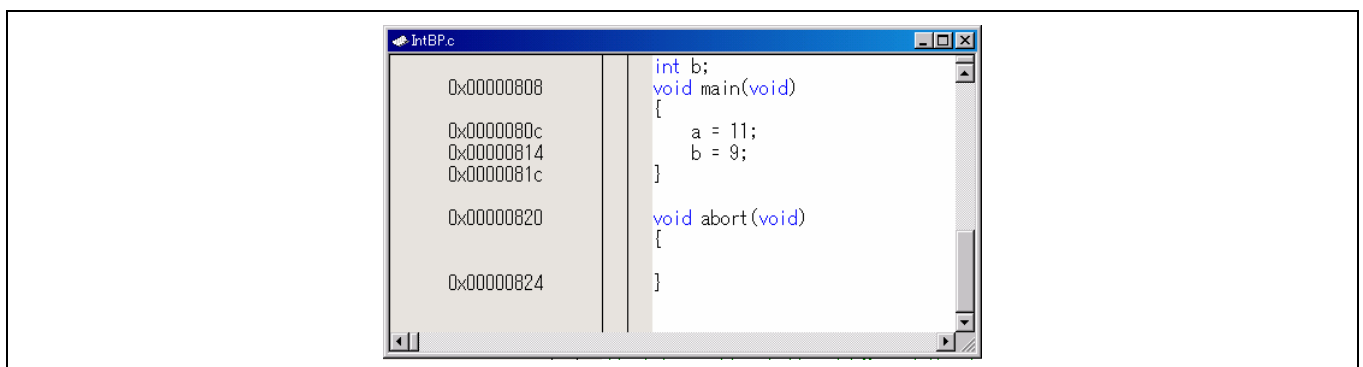 IntBP.c
int b;
0x00000808 void main(void)
{
0x0000080c a = 11;
0x00000814 b = 9;
0x0000081c }
0x00000820 void abort(void)
{
0x00000824 }